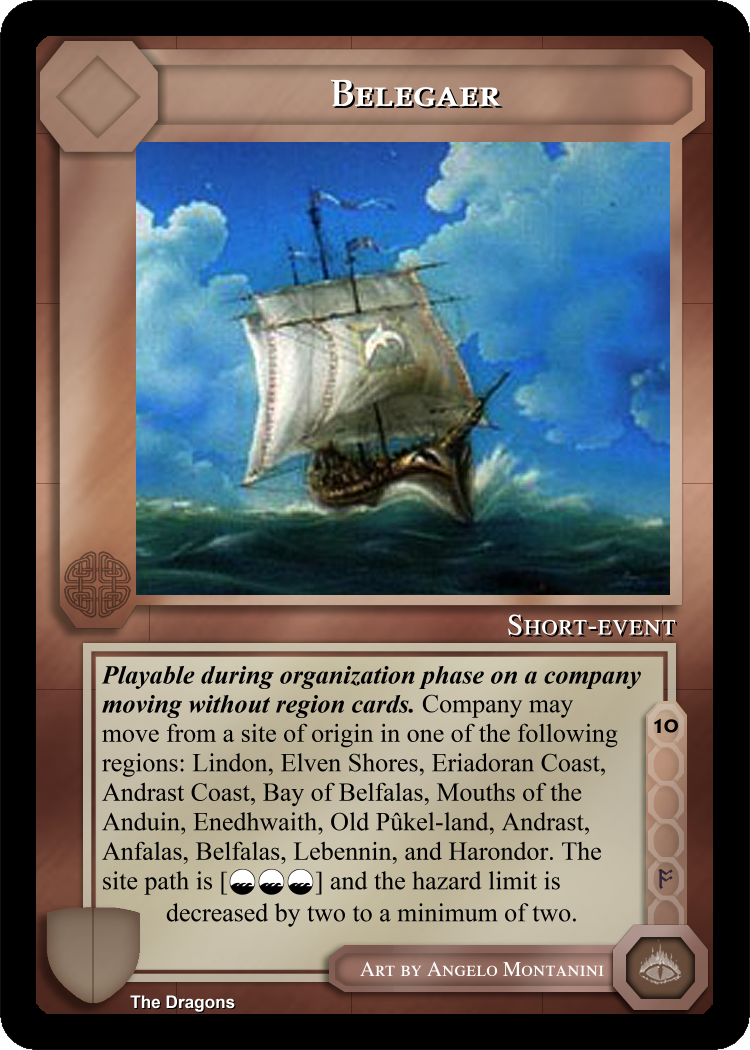 Belegaer
Short-event
Playable during organization phase on a company
moving without region cards. Company may
move from a site of origin in one of the following
regions: Lindon, Elven Shores, Eriadoran Coast,
Andrast Coast, Bay of Belfalas, Mouths of the
Anduin, Enedhwaith, Old Pûkel-land, Andrast,
Anfalas, Belfalas, Lebennin, and Harondor. The
site path is [ ] and the hazard limit is
decreased by two to a minimum of two.
10
ᚩ
Art by Angelo Montanini
The Dragons